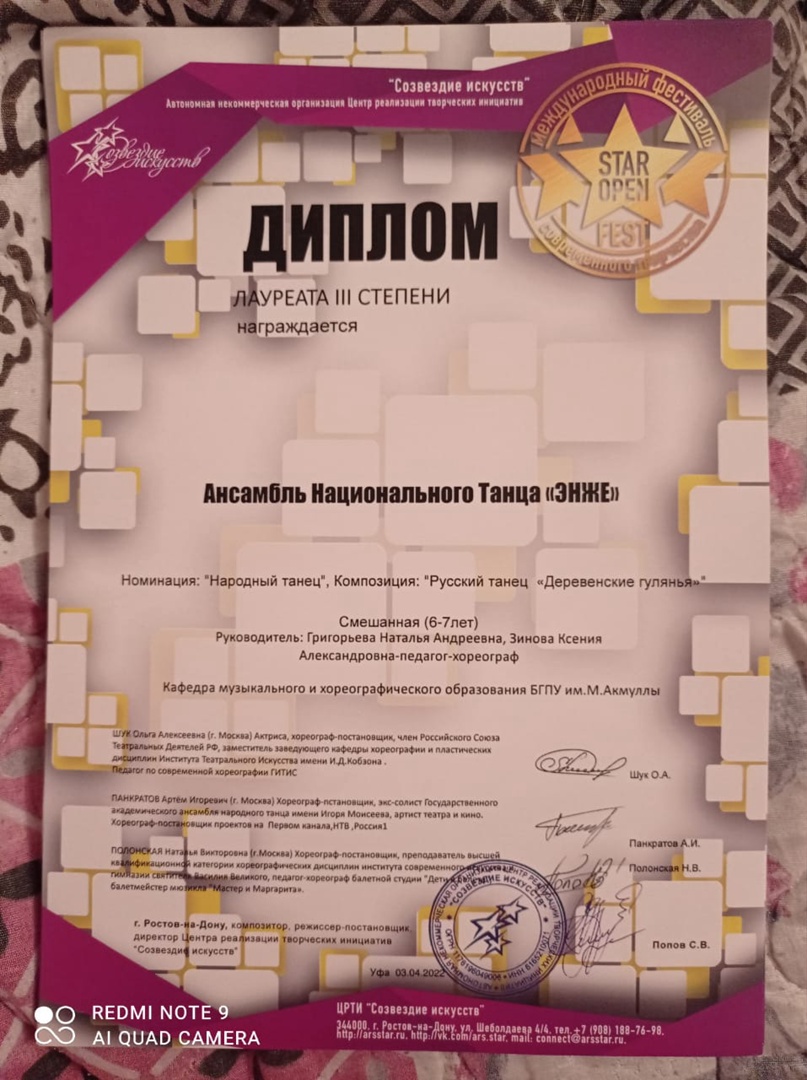 "Созвездие искусств"
Автономная некоммерческая организация Центр реализации творческих инициатив
Созвездие
искусств
Международный фестиваль
STAR
OPEN
FEST
современного
ДИПЛОМ
ЛАУРЕАТА III СТЕПЕНИ
награждается
Ансамбль Национального Танца «ЭНЖЕ»
Номинация: "Народный танец", Композиция: "Русский танец «Деревенские гулянья»"
Смешанная (6-7лет)
Руководитель: Григорьева Наталья Андреевна, Зинова Ксения
Александровна-педагог-хореограф
Кафедра музыкального и хореографического образования БГПУ им.М.Акмуллы
ШУК Ольга Алексеевна (г. Москва) Актриса, хореограф-постановщик, член Российского Союза
Театральных Деятелей РФ, заместитель заведующего кафедры хореографии и пластических
дисциплин Института Театрального Искусства имени И.Д.Кобзона .
Педагог по современной хореографии ГИТИС
Шук О.А.
ПАНКРАТОВ Артём Игоревич (г. Москва) Хореограф-птановщик, экс-солист Государственного
академического ансамбля народного танца имени Игоря Моисеева, артист театра и кино.
Хореограф-постановщик проектов на Первом канала,НТВ ,Россия1
Панкратов А.И.
ПОЛОНСКАЯ Наталья Викторовна (г.Москва) Хореограф-постановщик, преподаватель высшей
квалификационной категории хореографических дисциплин института современного
гимназии святителя Василия Великого, педагог-хореограф балетной студии "Дети
балетмейстер мюзикла "Мастер и Маргарита».
Полонская Н.В.
г. Ростов-на-Дону, композитор, режиссер-постановщик
директор Центра реализации творческих инициатив
"Созвездие искусств"
Попов С.В.
"СОЗВЕЗДИЕ ИСКУССТВ"
Уфа 03.04.2022
ЦРТИ "Созвездие искусств"
344000, г. Ростов-на-Дону, ул. Шеболдаева 4/4, тел.+7 (908) 188-76-98.
http://arsstar.ru, http://vk.com/ars.star, mail: connect@arsstar.ru.
REDMI NOTE 9
AI QUAD CAMERA